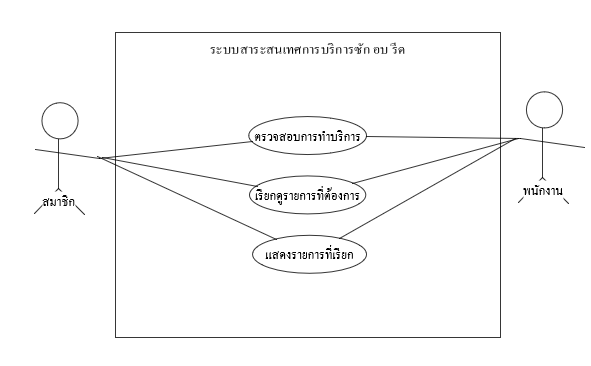 ระบบสาระสนเทศการบริการซัก อบ รีด
ตรวจสอบการทำบริการ
เรียกดูรายการที่ต้องการ
แสดงรายการที่เรียก
สมาชิก
พนักงาน